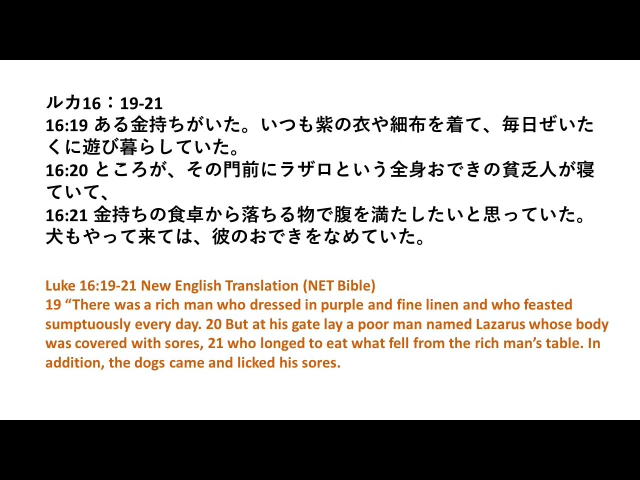 ルカ16：19-21
16:19 ある金持ちがいた。いつも紫の衣や細布を着て、毎日ぜいた
くに遊び暮らしていた。
16:20 ところが、その門前にラザロという全身おできの貧乏人が寝
ていて、
16:21 金持ちの食卓から落ちる物で腹を満たしたいと思っていた。
犬もやって来ては、彼のおできをなめていた。
Luke 16:19-21 New English Translation (NET Bible)
19 “There was a rich man who dressed in purple and fine linen and who feasted
sumptuously every day. 20 But at his gate lay a poor man named Lazarus whose body
was covered with sores, 21 who longed to eat what fell from the rich man’s table. In
addition, the dogs came and licked his sores.